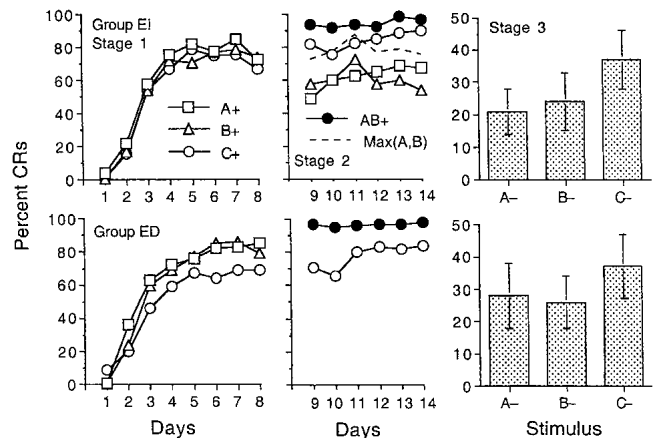 Group EI
Stage 1
100
80
60
40
20
0
A+
B+
C+
1 2 3 4 5 6 7 8
AB+
Max(A,B)
Stage 2
9 10 11 12 13 14
Stage 3
50
40
30
20
10
0
A– B– C–
Percent CRs
Group ED
100
80
60
40
20
0
1 2 3 4 5 6 7 8
Days
9 10 11 12 13 14
Days
50
40
30
20
10
0
A– B– C–
Stimulus